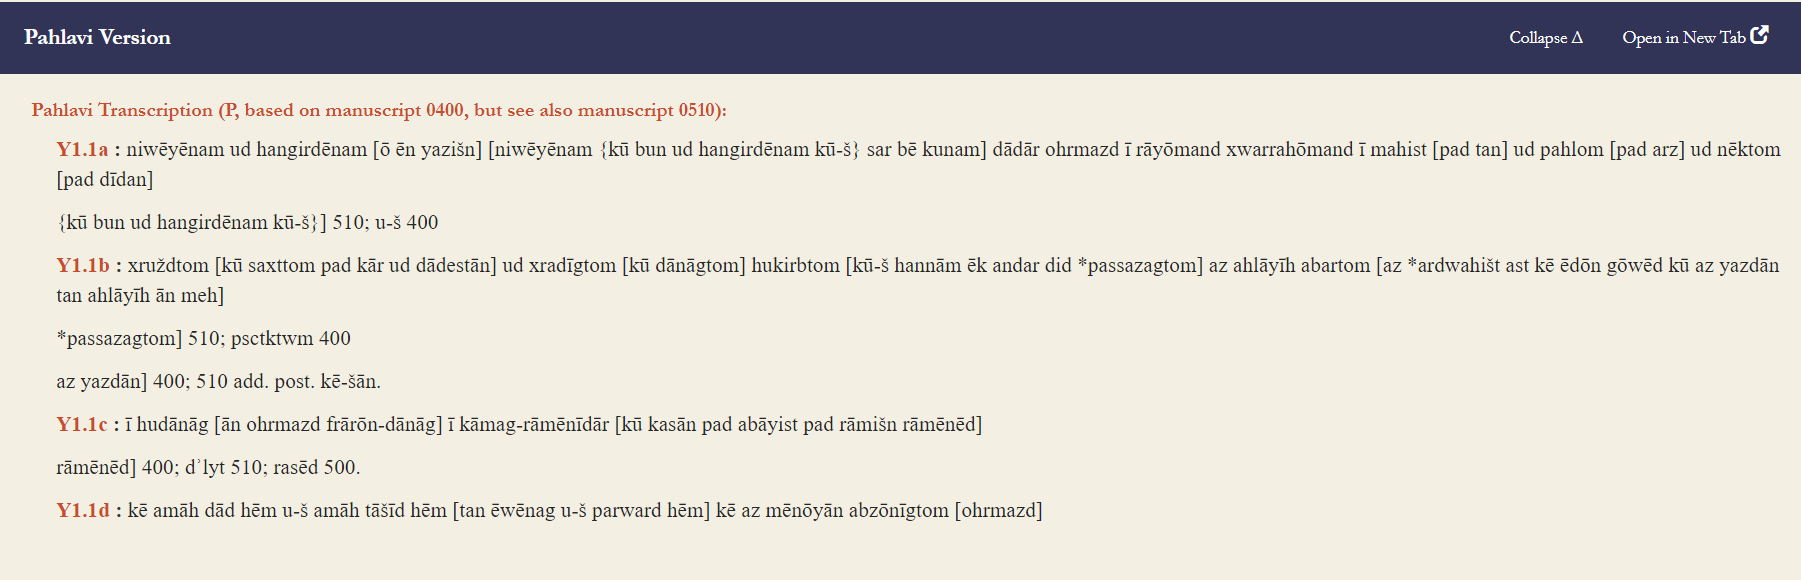 Pahlavi Version
Collapse Δ
Open in New Tab
Pahlavi Transcription (P, based on manuscript 0400, but see also manuscript 0510):
Y1.1a : niwēyēnam ud hangirdēnam [ō ēn yazišn] [niwēyēnam {kū bun ud hangirdēnam kū-š} sar bē kunam] dādār ohrmazd ī rāyōmand xwarrahōmand ī mahist [pad tan] ud pahlom [pad arz] ud nēktom
[pad dīdan]
{kū bun ud hangirdēnam kū-š}] 510; u-š 400
Y1.1b : xruždtom [kū saxttom pad kār ud dādestān] ud xradīgtom [kū dānāgtom] hukirbtom [kū-š hannām ēk andar did *passazagtom] az ahlāyīh abartom [az *ardwahišt ast kē ēdōn gōwēd kū az yazdān
tan ahlāyīh ān meh]
*passazagtom] 510; psctktwm 400
az yazdān] 400; 510 add. post. kē-šān.
Y1.1c : ī hudānāg [ān ohrmazd frārōn-dānāg] ī kāmag-rāmēnīdār [kū kasān pad abāyist pad rāmišn rāmēnēd]
rāmēnēd] 400; dʾlyt 510; rasēd 500.
Y1.1d : kē amāh dād hēm u-š amāh tāšīd hēm [tan ēwēnag u-š parward hēm] kē az mēnōyān abzōnīgtom [ohrmazd]